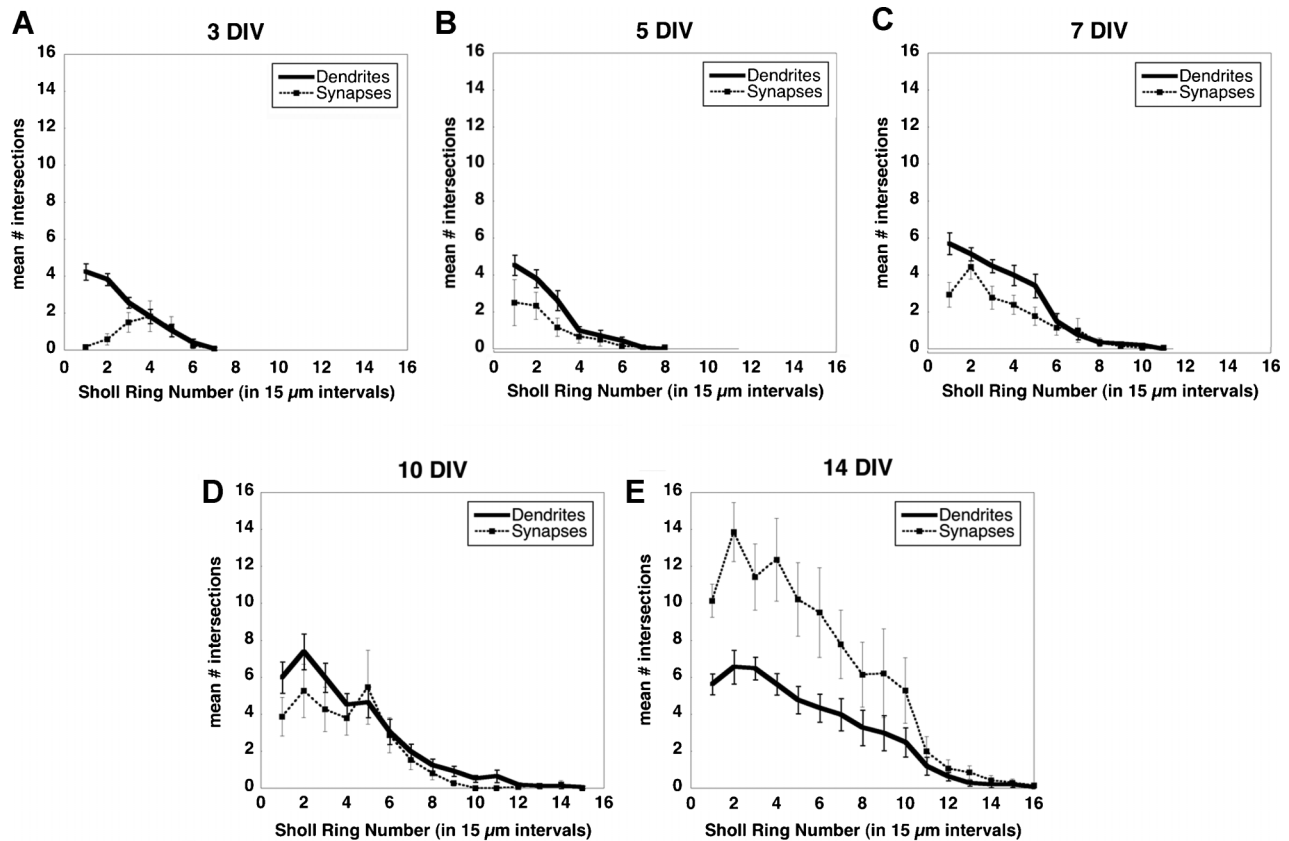 A
3 DIV
16
14
12
10
8
6
4
2
0
mean # intersections
Dendrites
Synapses
0 2 4 6 8 10 12 14 16
Sholl Ring Number (in 15 µm intervals)
B
5 DIV
16
14
12
10
8
6
4
2
0
mean # intersections
Dendrites
Synapses
0 2 4 6 8 10 12 14 16
Sholl Ring Number (in 15 µm intervals)
C
7 DIV
16
14
12
10
8
6
4
2
0
mean # intersections
Dendrites
Synapses
0 2 4 6 8 10 12 14 16
Sholl Ring Number (in 15 µm intervals)
D
10 DIV
16
14
12
10
8
6
4
2
0
mean # intersections
Dendrites
Synapses
0 2 4 6 8 10 12 14 16
Sholl Ring Number (in 15 µm intervals)
E
14 DIV
16
14
12
10
8
6
4
2
0
mean # intersections
Dendrites
Synapses
0 2 4 6 8 10 12 14 16
Sholl Ring Number (in 15 µm intervals)